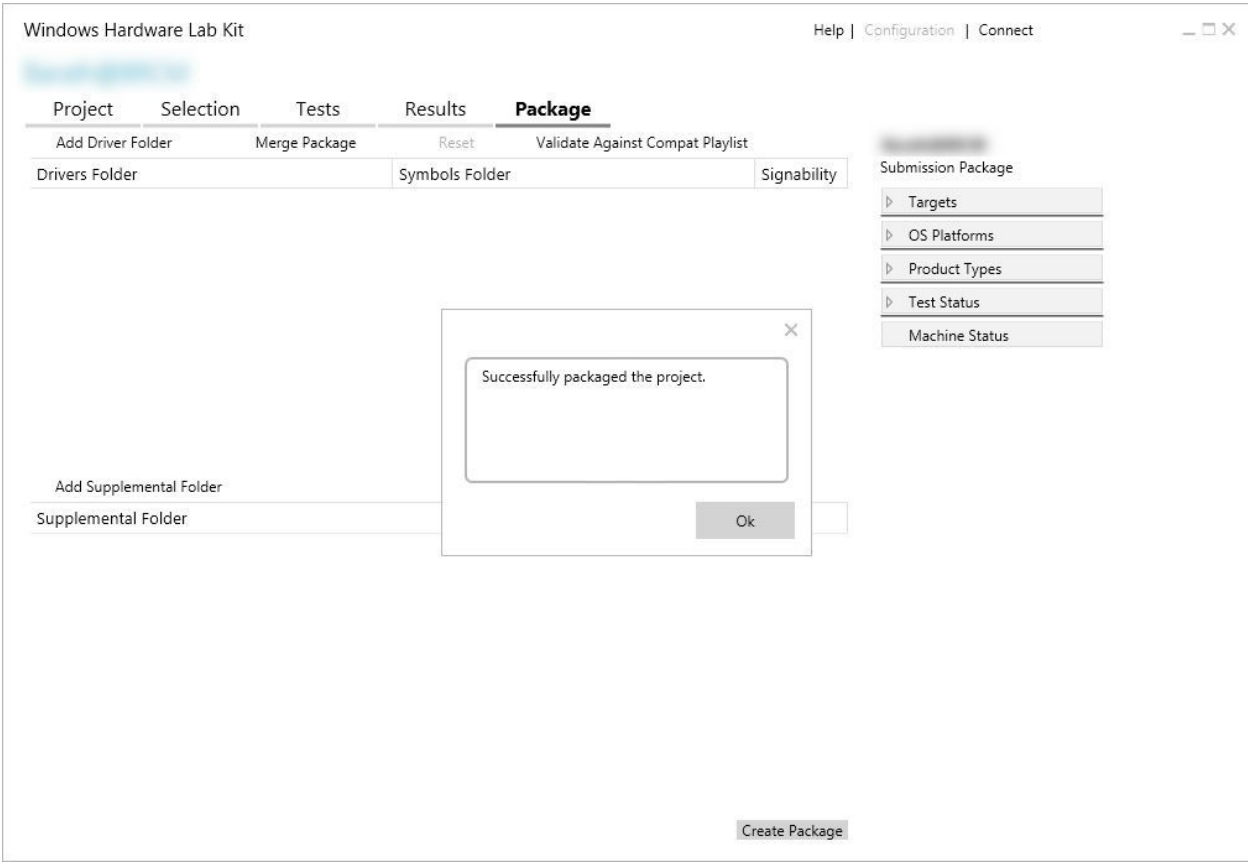 Windows Hardware Lab Kit
Help | Configuration | Connect
Project Selection Tests Results Package
Add Driver Folder Merge Package Reset Validate Against Compat Playlist
Drivers Folder Symbols Folder Signability
Submission Package
Targets
OS Platforms
Product Types
Test Status
Machine Status
Successfully packaged the project.
Ok
Add Supplemental Folder
Supplemental Folder
Create Package